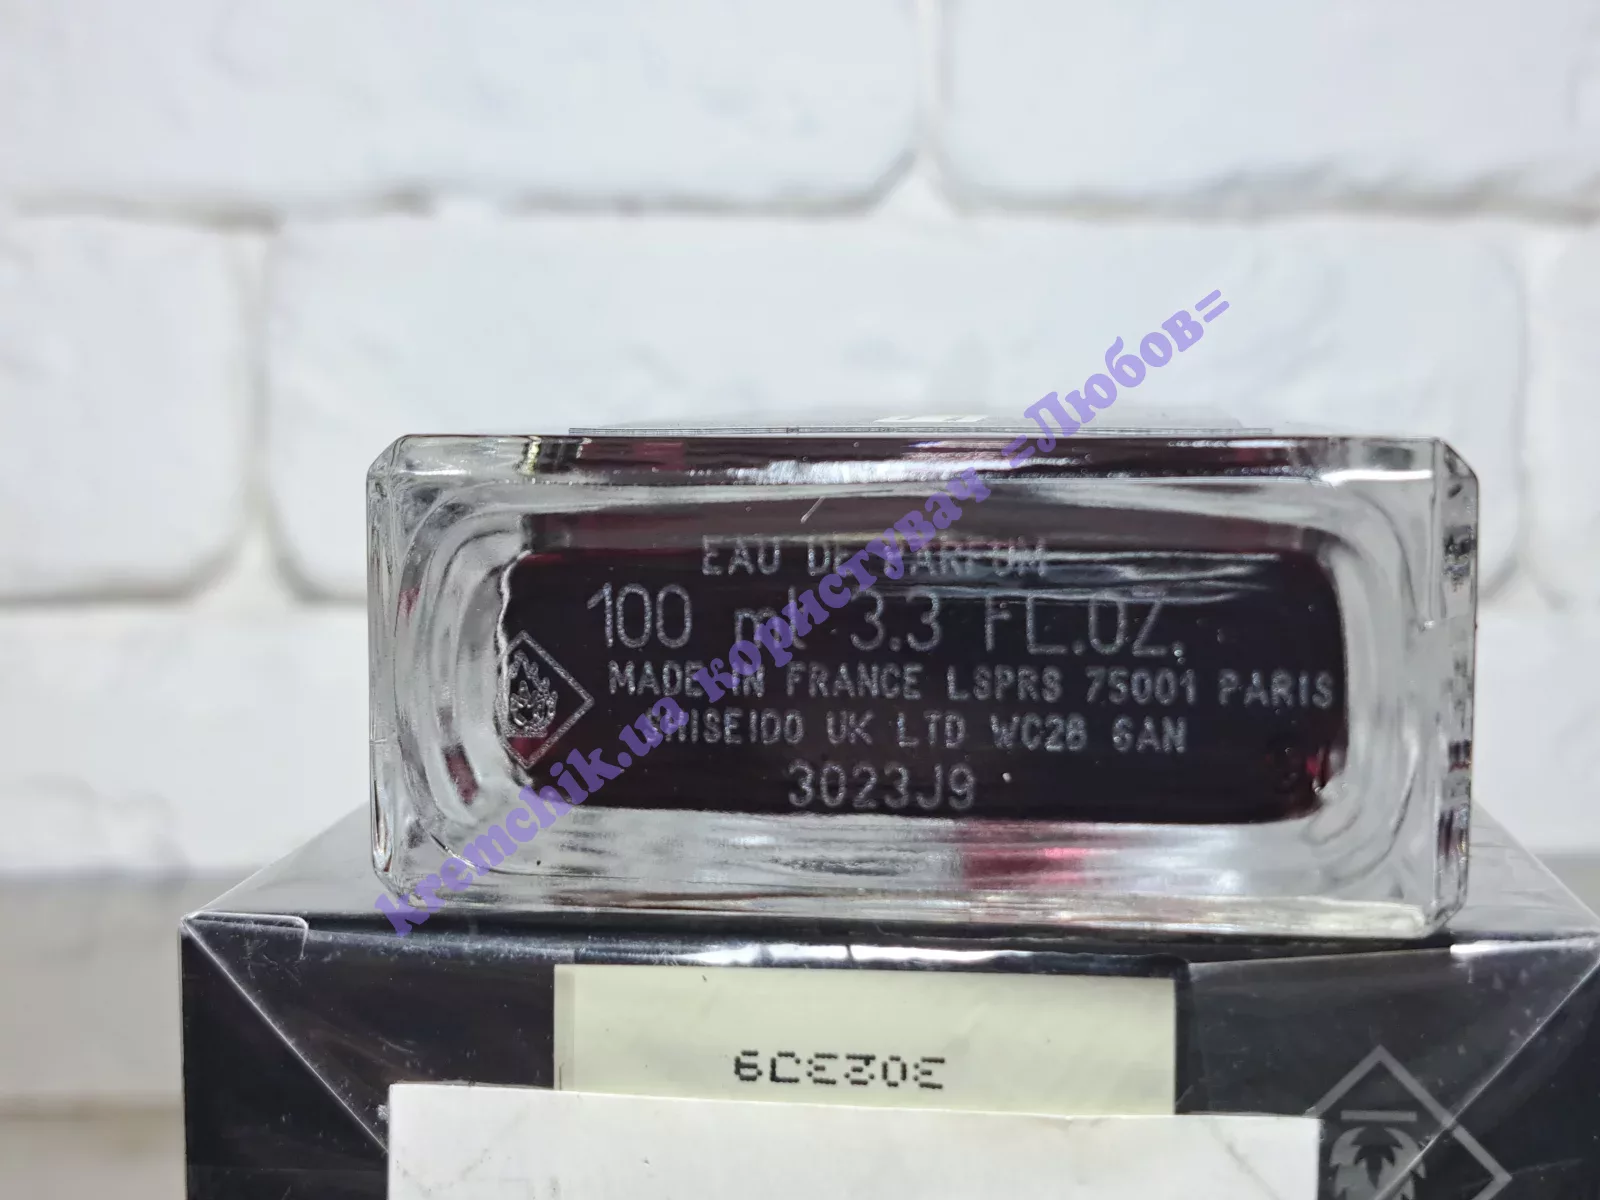 EAU DE PARFUM
100 ml 3.3 FL.OZ.
MADE IN FRANCE LSPRS 75001 PARIS
SHISEIDO UK LTD WC2B 6AN
3023J9
3023J9
kremchik.ua користувач =Любов=